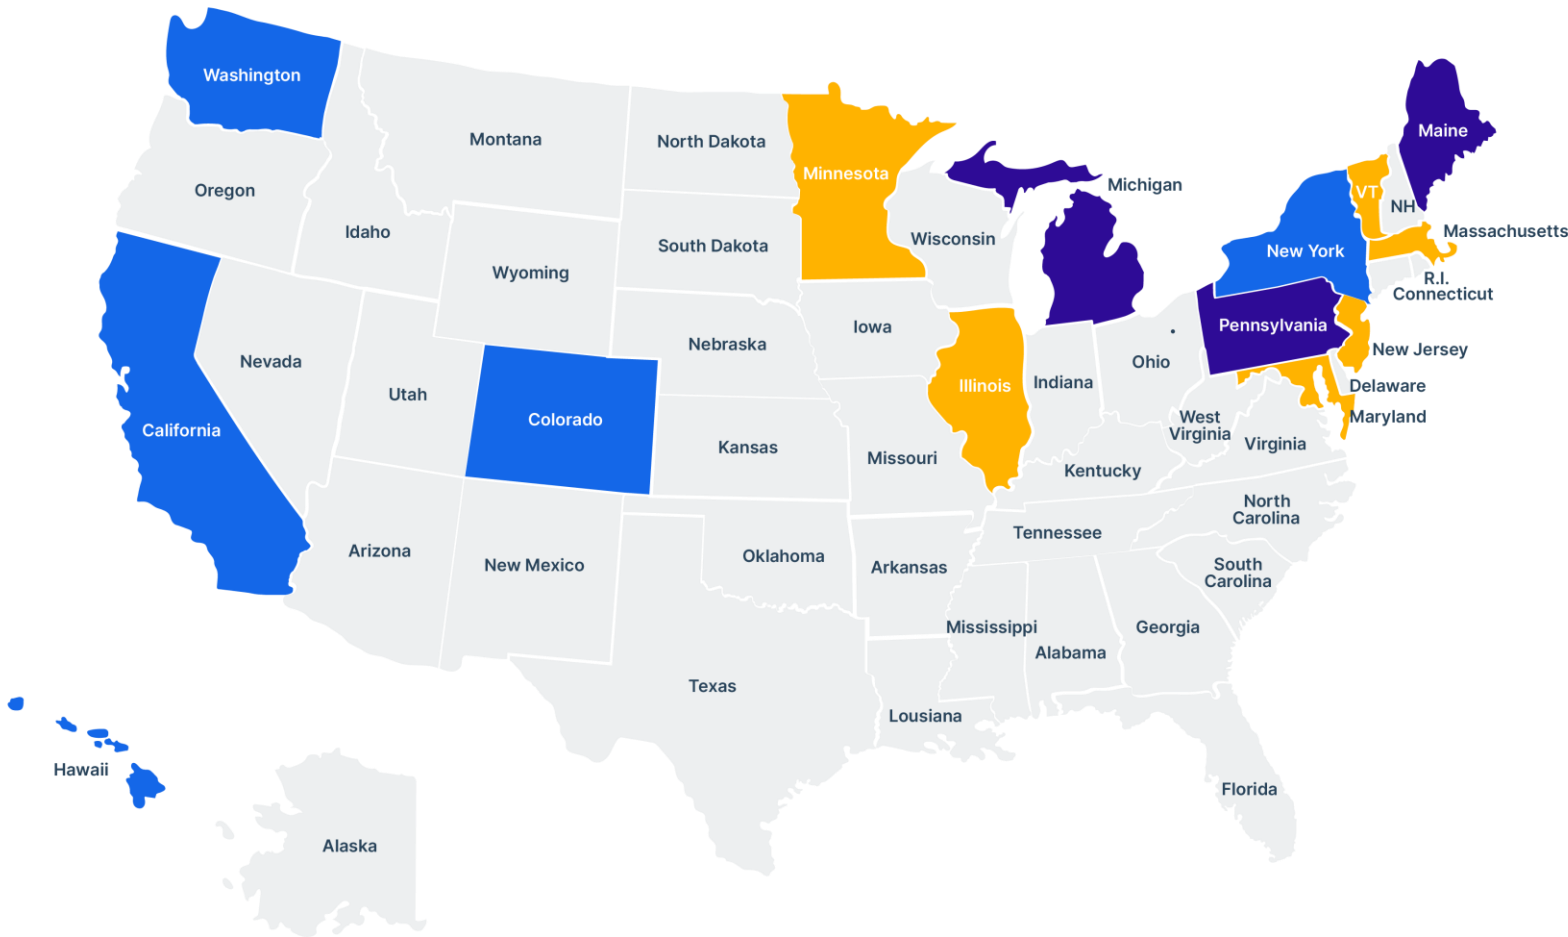 Washington
Maine
Montana
North Dakota
Minnesota
Michigan
Oregon
VT
NH
Idaho
South Dakota
Wisconsin
Massachusetts
New York
Wyoming
R.I.
Connecticut
Iowa
Pennsylvania
Nebraska
New Jersey
Nevada
Ohio
Utah
Illinois
Indiana
Delaware
Colorado
West
Virginia
Maryland
California
Kansas
Virginia
Missouri
Kentucky
North
Carolina
Tennessee
Arizona
New Mexico
Oklahoma
Arkansas
South
Carolina
Mississippi
Georgia
Alabama
Texas
Lousiana
Hawaii
Florida
Alaska